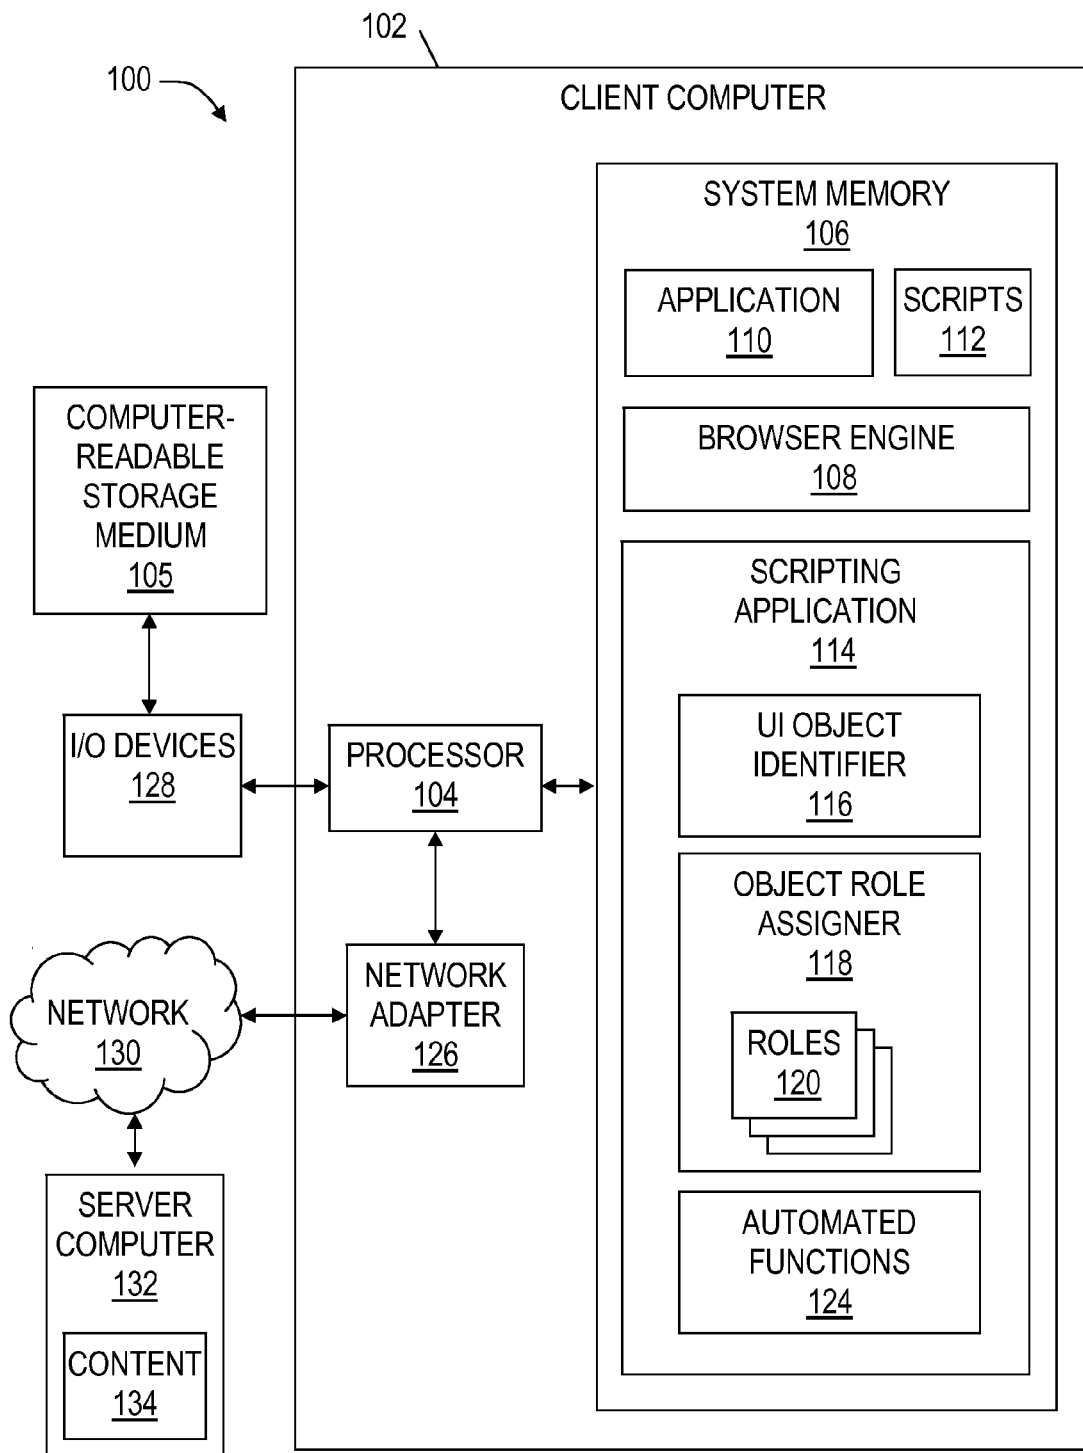 102
100
CLIENT COMPUTER
SYSTEM MEMORY
106
APPLICATION
110
SCRIPTS
112
BROWSER ENGINE
108
COMPUTER-
READABLE
STORAGE
MEDIUM
105
SCRIPTING
APPLICATION
114
UI OBJECT
IDENTIFIER
116
I/O DEVICES
128
PROCESSOR
104
OBJECT ROLE
ASSIGNER
118
ROLES
120
NETWORK
ADAPTER
126
NETWORK
130
SERVER
COMPUTER
132
CONTENT
134
AUTOMATED
FUNCTIONS
124